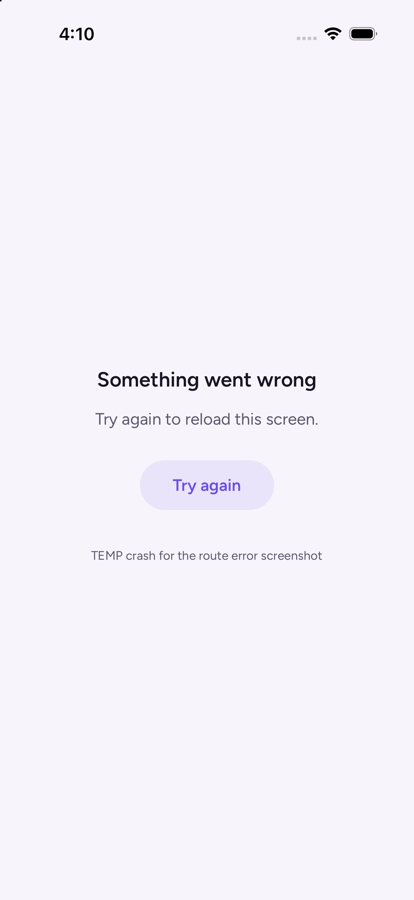 4:10
Something went wrong
Try again to reload this screen.
Try again
TEMP crash for the route error screenshot